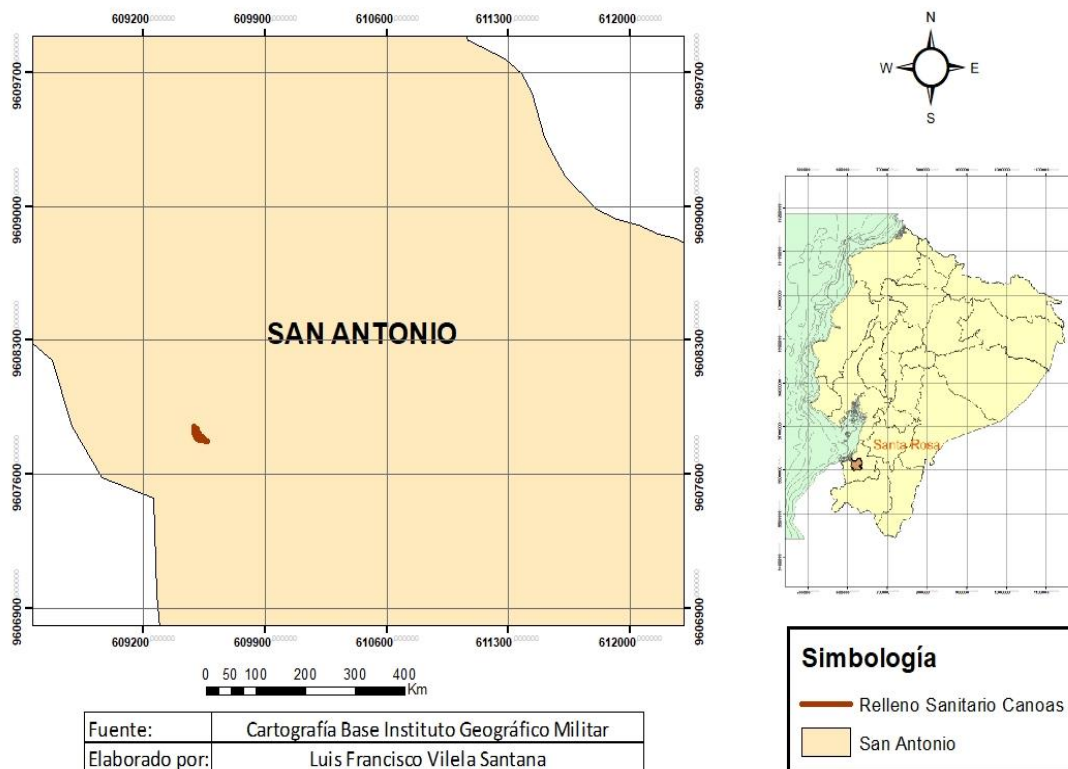 609200 609900 610600 611300 612000
N
W E
S
9609700 9609700
9609000 9609000
SAN ANTONIO
9608300 9608300
Santa Rosa
9607600 9607600
9606900 9606900
609200 609900 610600 611300 612000
0 50 100 200 300 400
Km
Simbología
Relleno Sanitario Canoas
San Antonio
Fuente: Cartografía Base Instituto Geográfico Militar
Elaborado por: Luis Francisco Vilela Santana